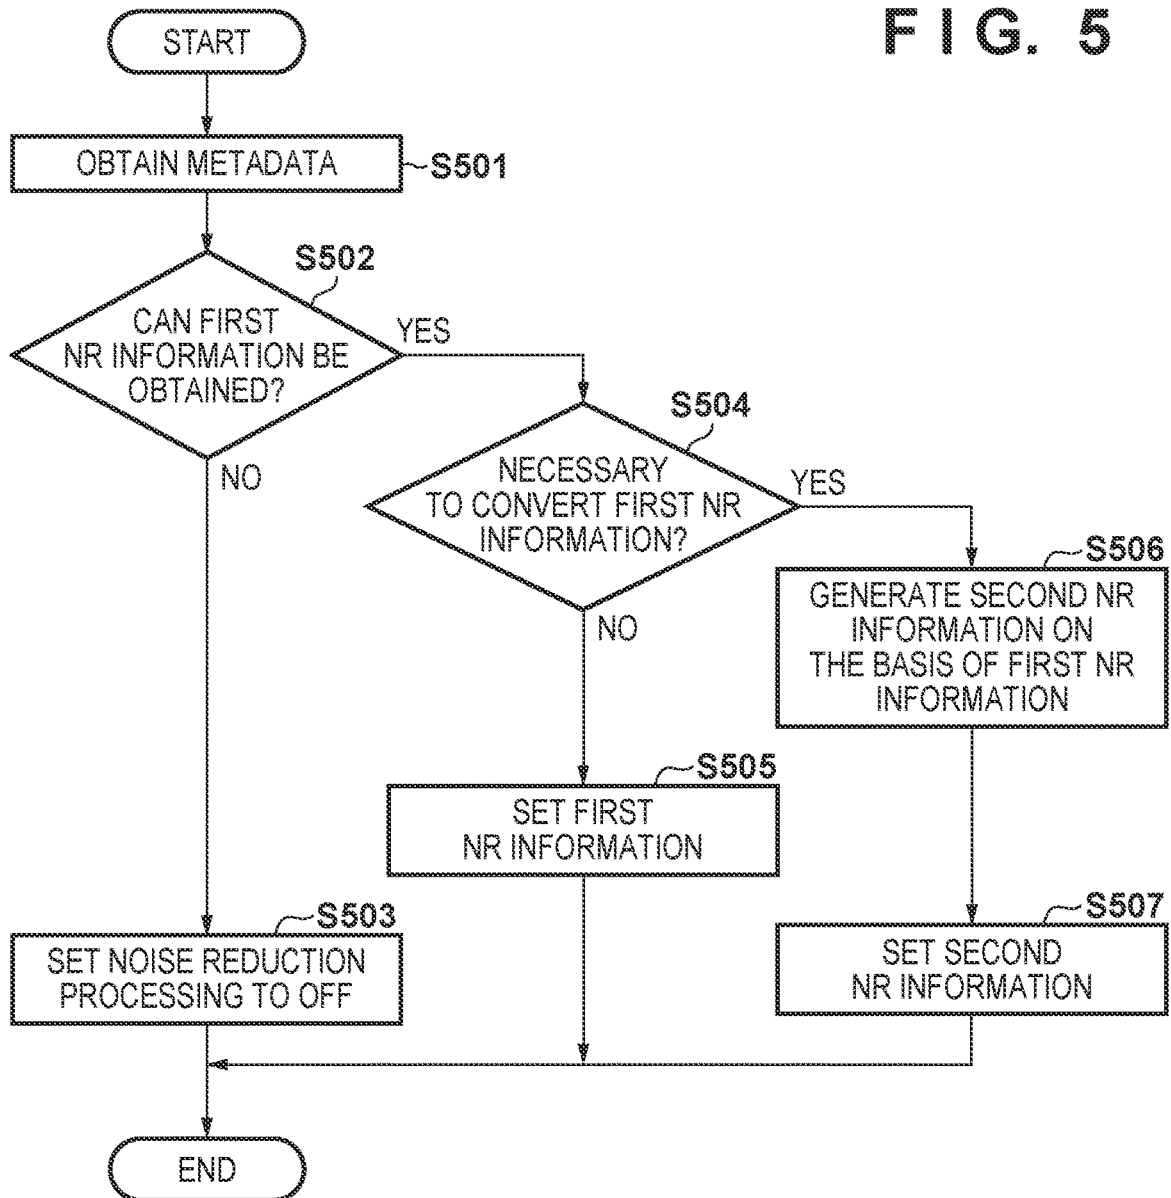 FIG. 5
START
OBTAIN METADATA
S501
S502
CAN FIRST
NR INFORMATION BE
OBTAINED?
YES
NO
S504
NECESSARY
TO CONVERT FIRST NR
INFORMATION?
YES
NO
S506
GENERATE SECOND NR
INFORMATION ON
THE BASIS OF FIRST NR
INFORMATION
S505
SET FIRST
NR INFORMATION
S503
SET NOISE REDUCTION
PROCESSING TO OFF
S507
SET SECOND
NR INFORMATION
END